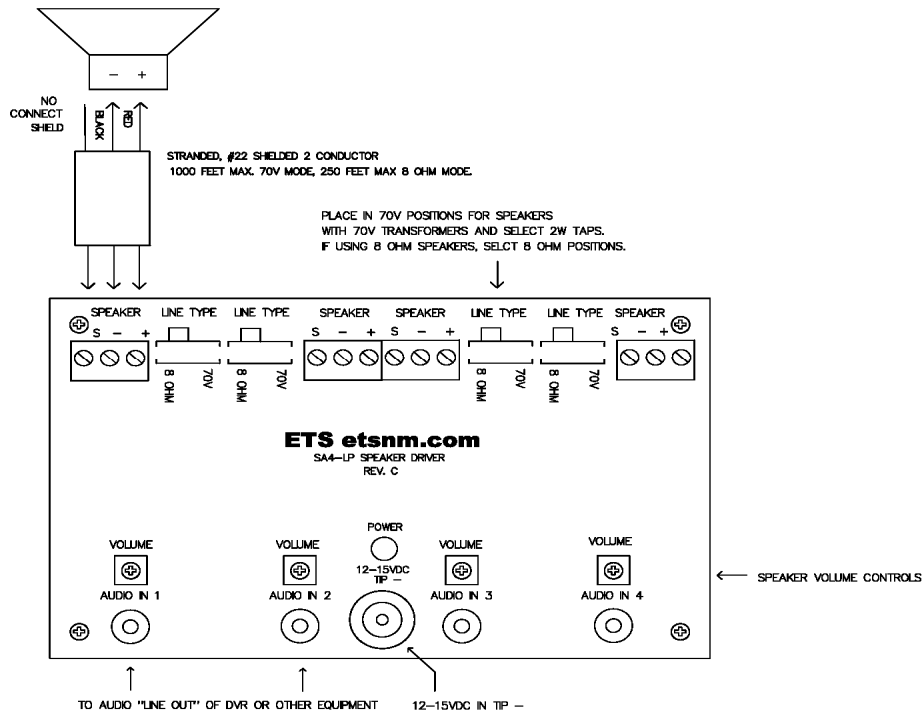 − +
NO
CONNECT
SHIELD
BLACK
RED
STRANDED, #22 SHIELDED 2 CONDUCTOR
1000 FEET MAX. 70V MODE, 250 FEET MAX 8 OHM MODE.
PLACE IN 70V POSITIONS FOR SPEAKERS
WITH 70V TRANSFORMERS AND SELECT 2W TAPS.
IF USING 8 OHM SPEAKERS, SELCT 8 OHM POSITIONS.
SPEAKER LINE TYPE LINE TYPE SPEAKER SPEAKER LINE TYPE LINE TYPE SPEAKER
S − + S − + S − + S − +
8 OHM 70V 8 OHM 70V 8 OHM 70V 8 OHM 70V
ETS etsnm.com
SA4-LP SPEAKER DRIVER
REV. C
POWER
VOLUME VOLUME VOLUME VOLUME
12-15VDC
TIP −
AUDIO IN 1 AUDIO IN 2 AUDIO IN 3 AUDIO IN 4
SPEAKER VOLUME CONTROLS
TO AUDIO "LINE OUT" OF DVR OR OTHER EQUIPMENT
12-15VDC IN TIP −